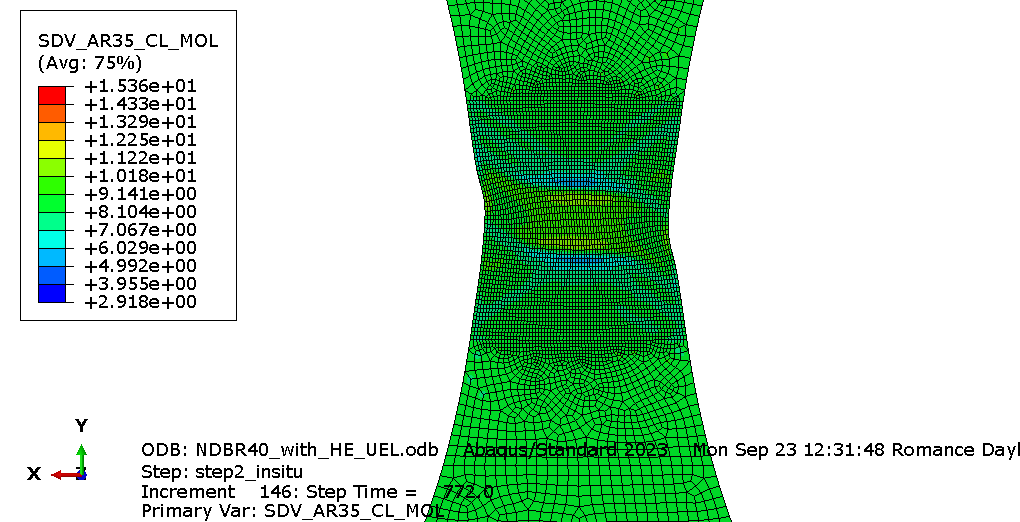 SDV_AR35_CL_MOL
(Avg: 75%)
+1.536e+01
+1.433e+01
+1.329e+01
+1.225e+01
+1.122e+01
+1.018e+01
+9.141e+00
+8.104e+00
+7.067e+00
+6.029e+00
+4.992e+00
+3.955e+00
+2.918e+00
Y
X
Z
ODB: NDBR40_with_HE_UEL.odb Abaqus/Standard 2023 Mon Sep 23 12:31:48 Romance Dayl
Step: step2_insitu
Increment 146: Step Time = 772.0
Primary Var: SDV_AR35_CL_MOL